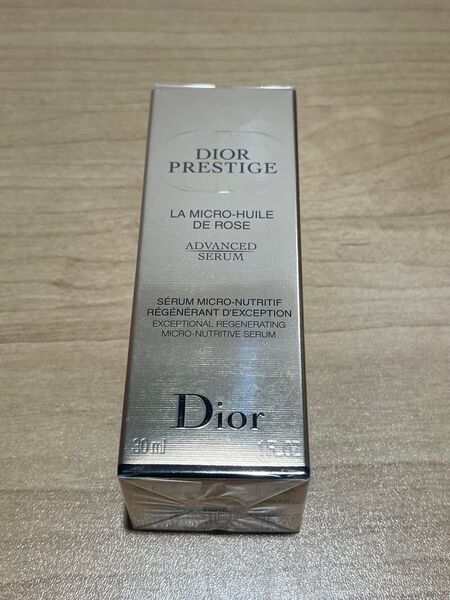 DIOR
PRESTIGE
LA MICRO-HUILE
DE ROSE
ADVANCED
SERUM
SÉRUM MICRO-NUTRITIF
RÉGÉNÉRANT D'EXCEPTION
EXCEPTIONAL REGENERATING
MICRO-NUTRITIVE SERUM
Dior
30 ml 1 FL OZ